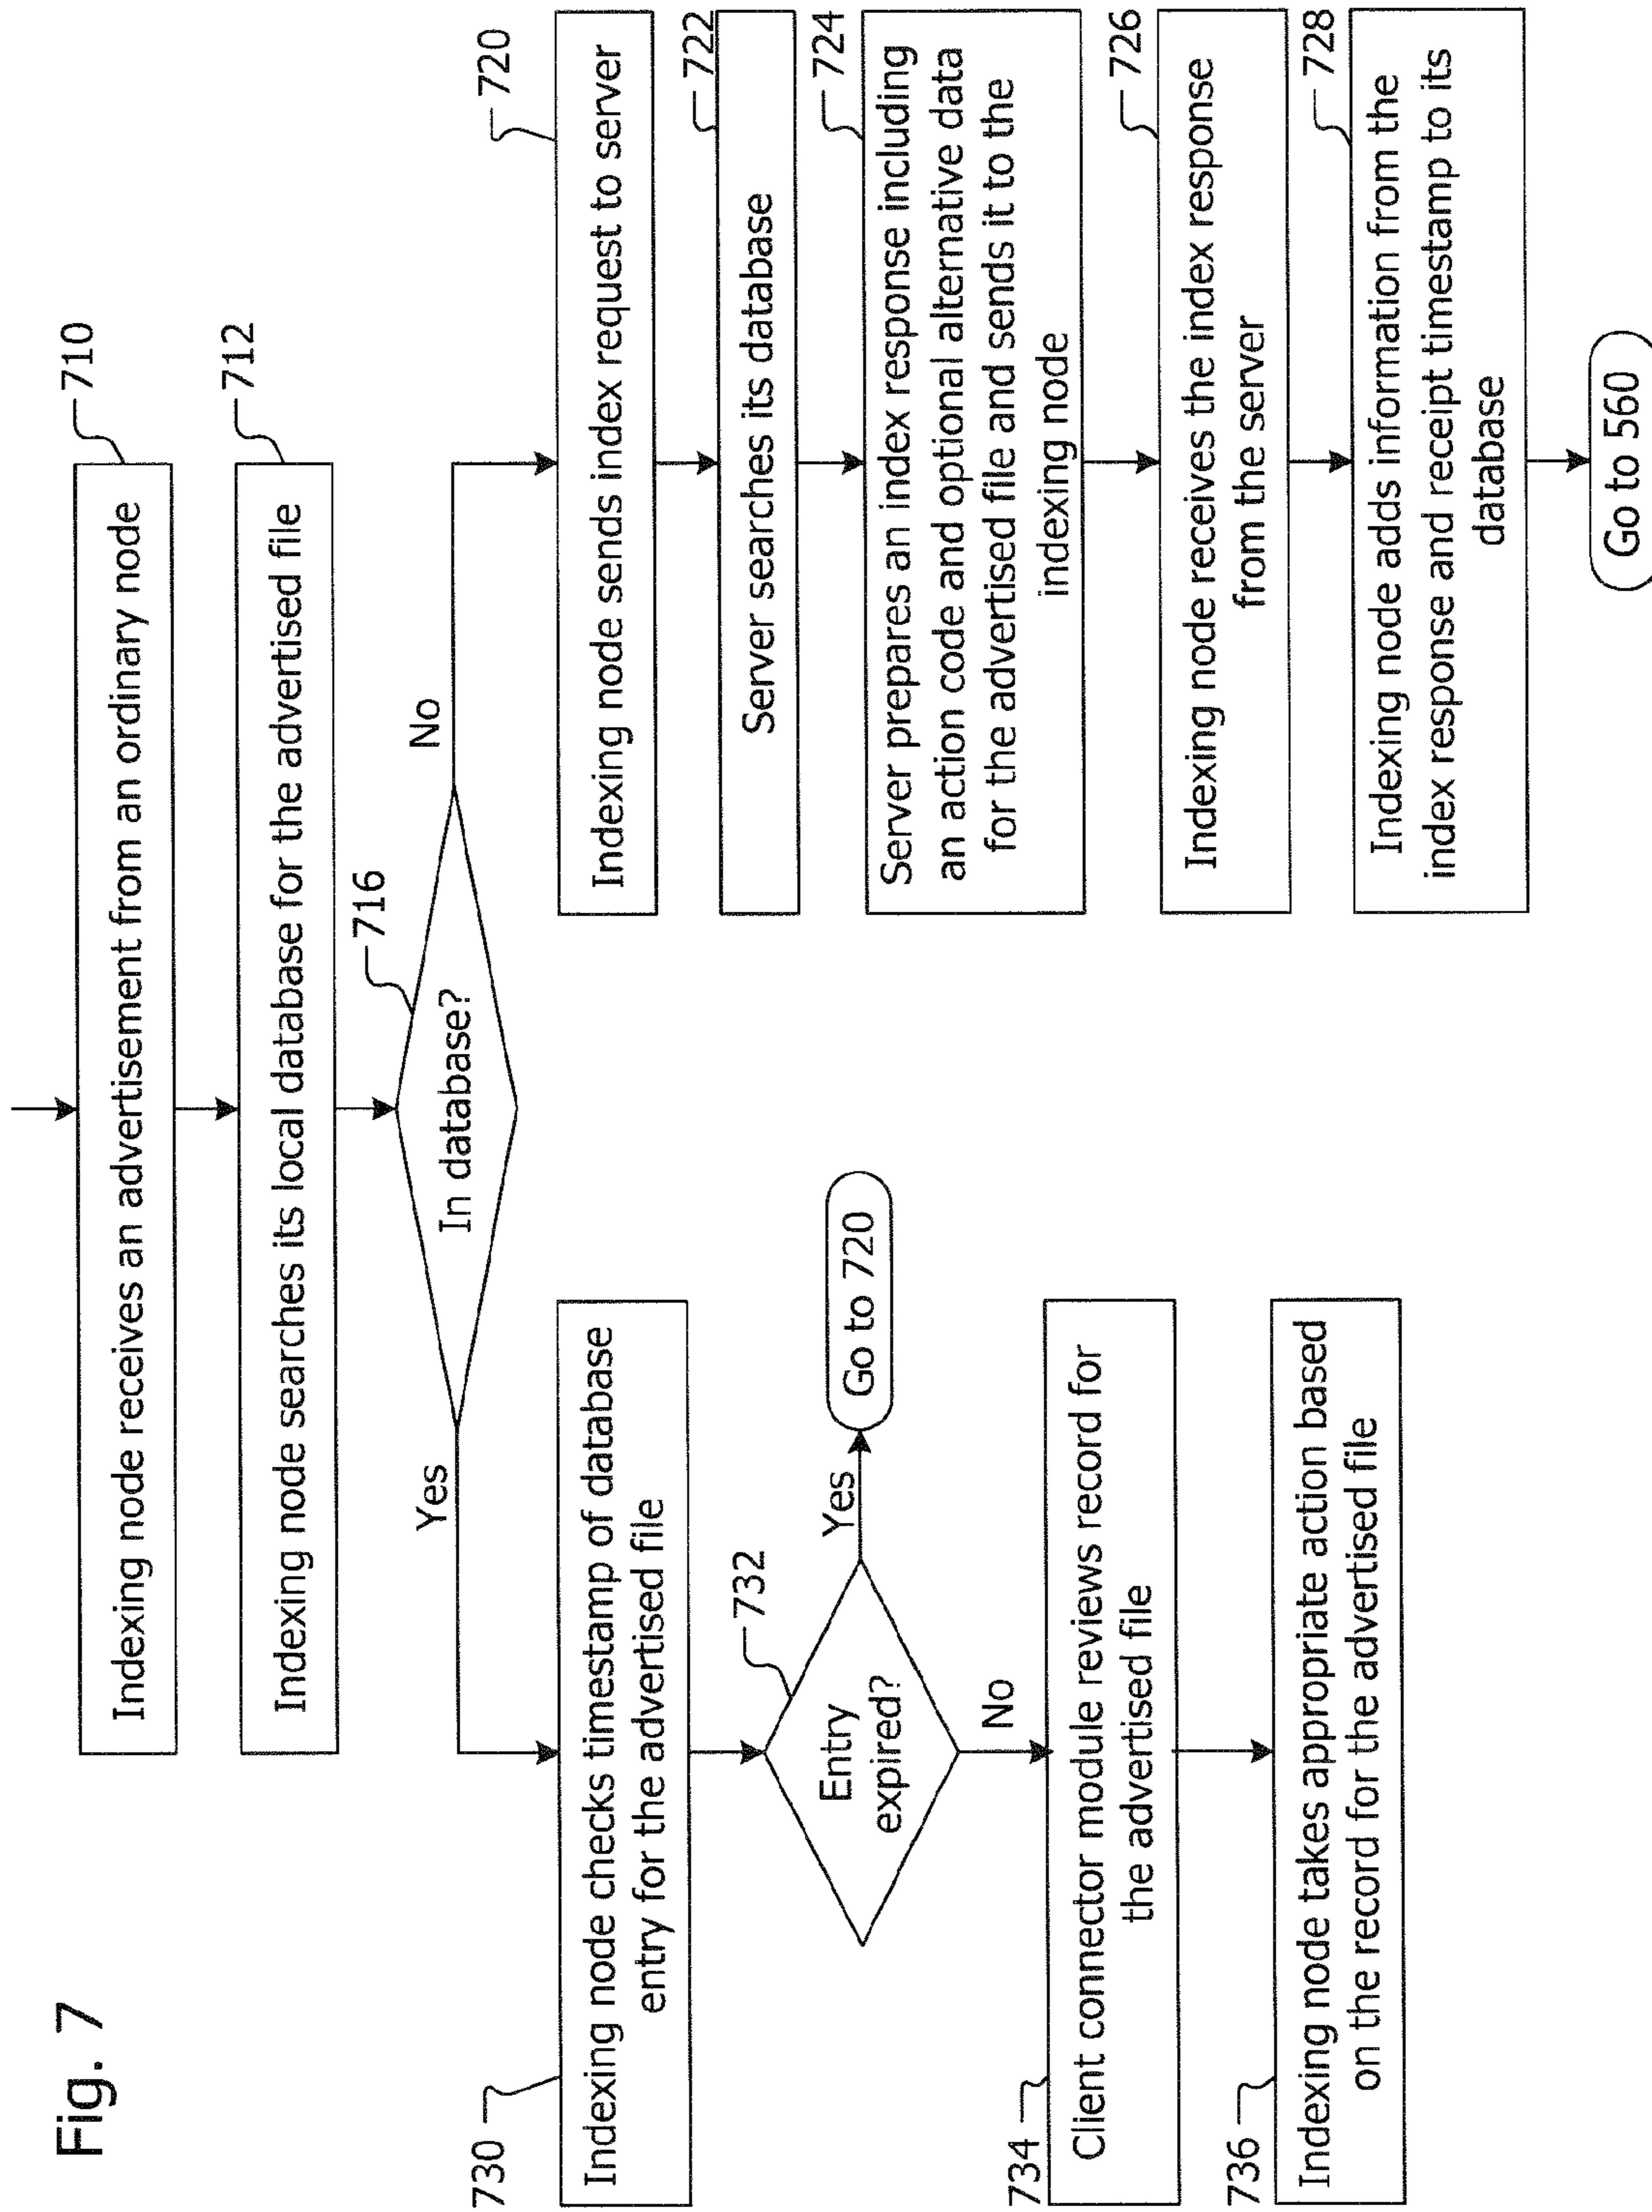 Fig. 7
Indexing node receives an advertisement from an ordinary node
710
Indexing node searches its local database for the advertised file
712
In database?
716
Yes
No
730
Indexing node checks timestamp of database
entry for the advertised file
Entry
expired?
732
Yes
Go to 720
No
734
Client connector module reviews record for
the advertised file
736
Indexing node takes appropriate action based
on the record for the advertised file
720
Indexing node sends index request to server
722
Server searches its database
724
Server prepares an index response including
an action code and optional alternative data
for the advertised file and sends it to the
indexing node
726
Indexing node receives the index response
from the server
728
Indexing node adds information from the
index response and receipt timestamp to its
database
Go to 560